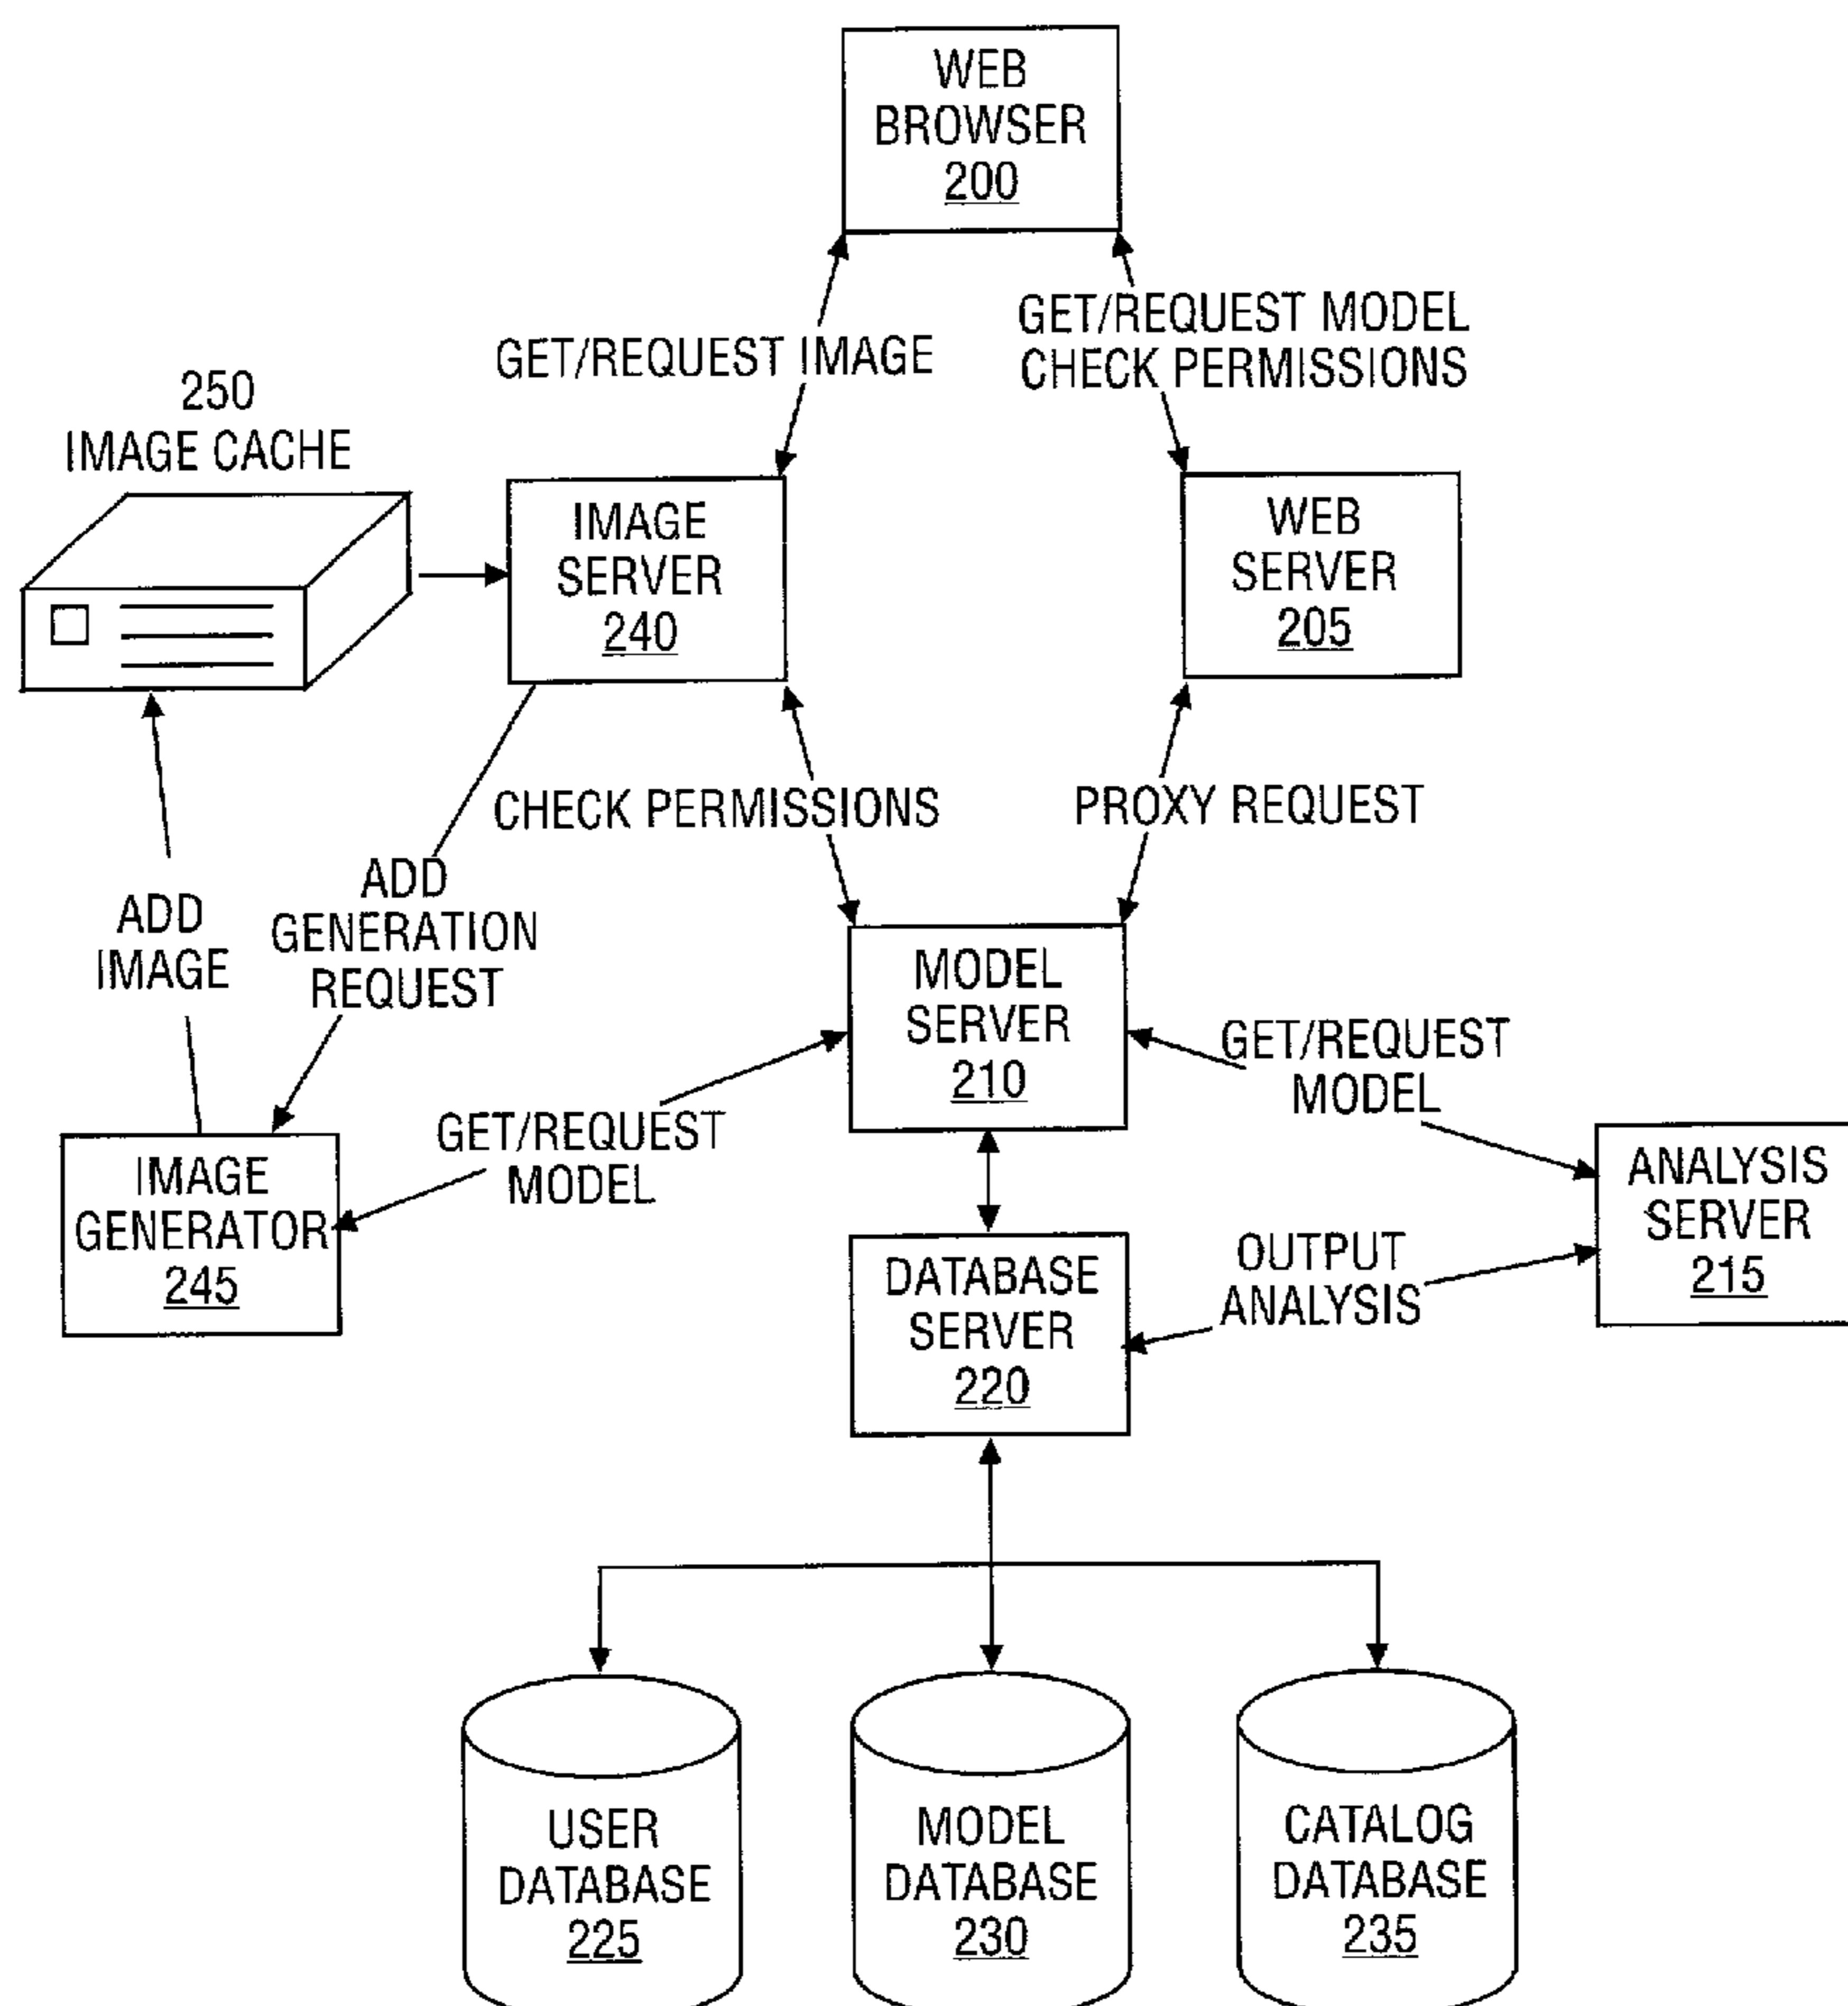 WEB
BROWSER
200
GET/REQUEST IMAGE
GET/REQUEST MODEL
CHECK PERMISSIONS
250
IMAGE CACHE
IMAGE
SERVER
240
WEB
SERVER
205
CHECK PERMISSIONS
PROXY REQUEST
ADD
IMAGE
ADD
GENERATION
REQUEST
MODEL
SERVER
210
GET/REQUEST
MODEL
GET/REQUEST
MODEL
IMAGE
GENERATOR
245
ANALYSIS
SERVER
215
DATABASE
SERVER
220
OUTPUT
ANALYSIS
USER
DATABASE
225
MODEL
DATABASE
230
CATALOG
DATABASE
235